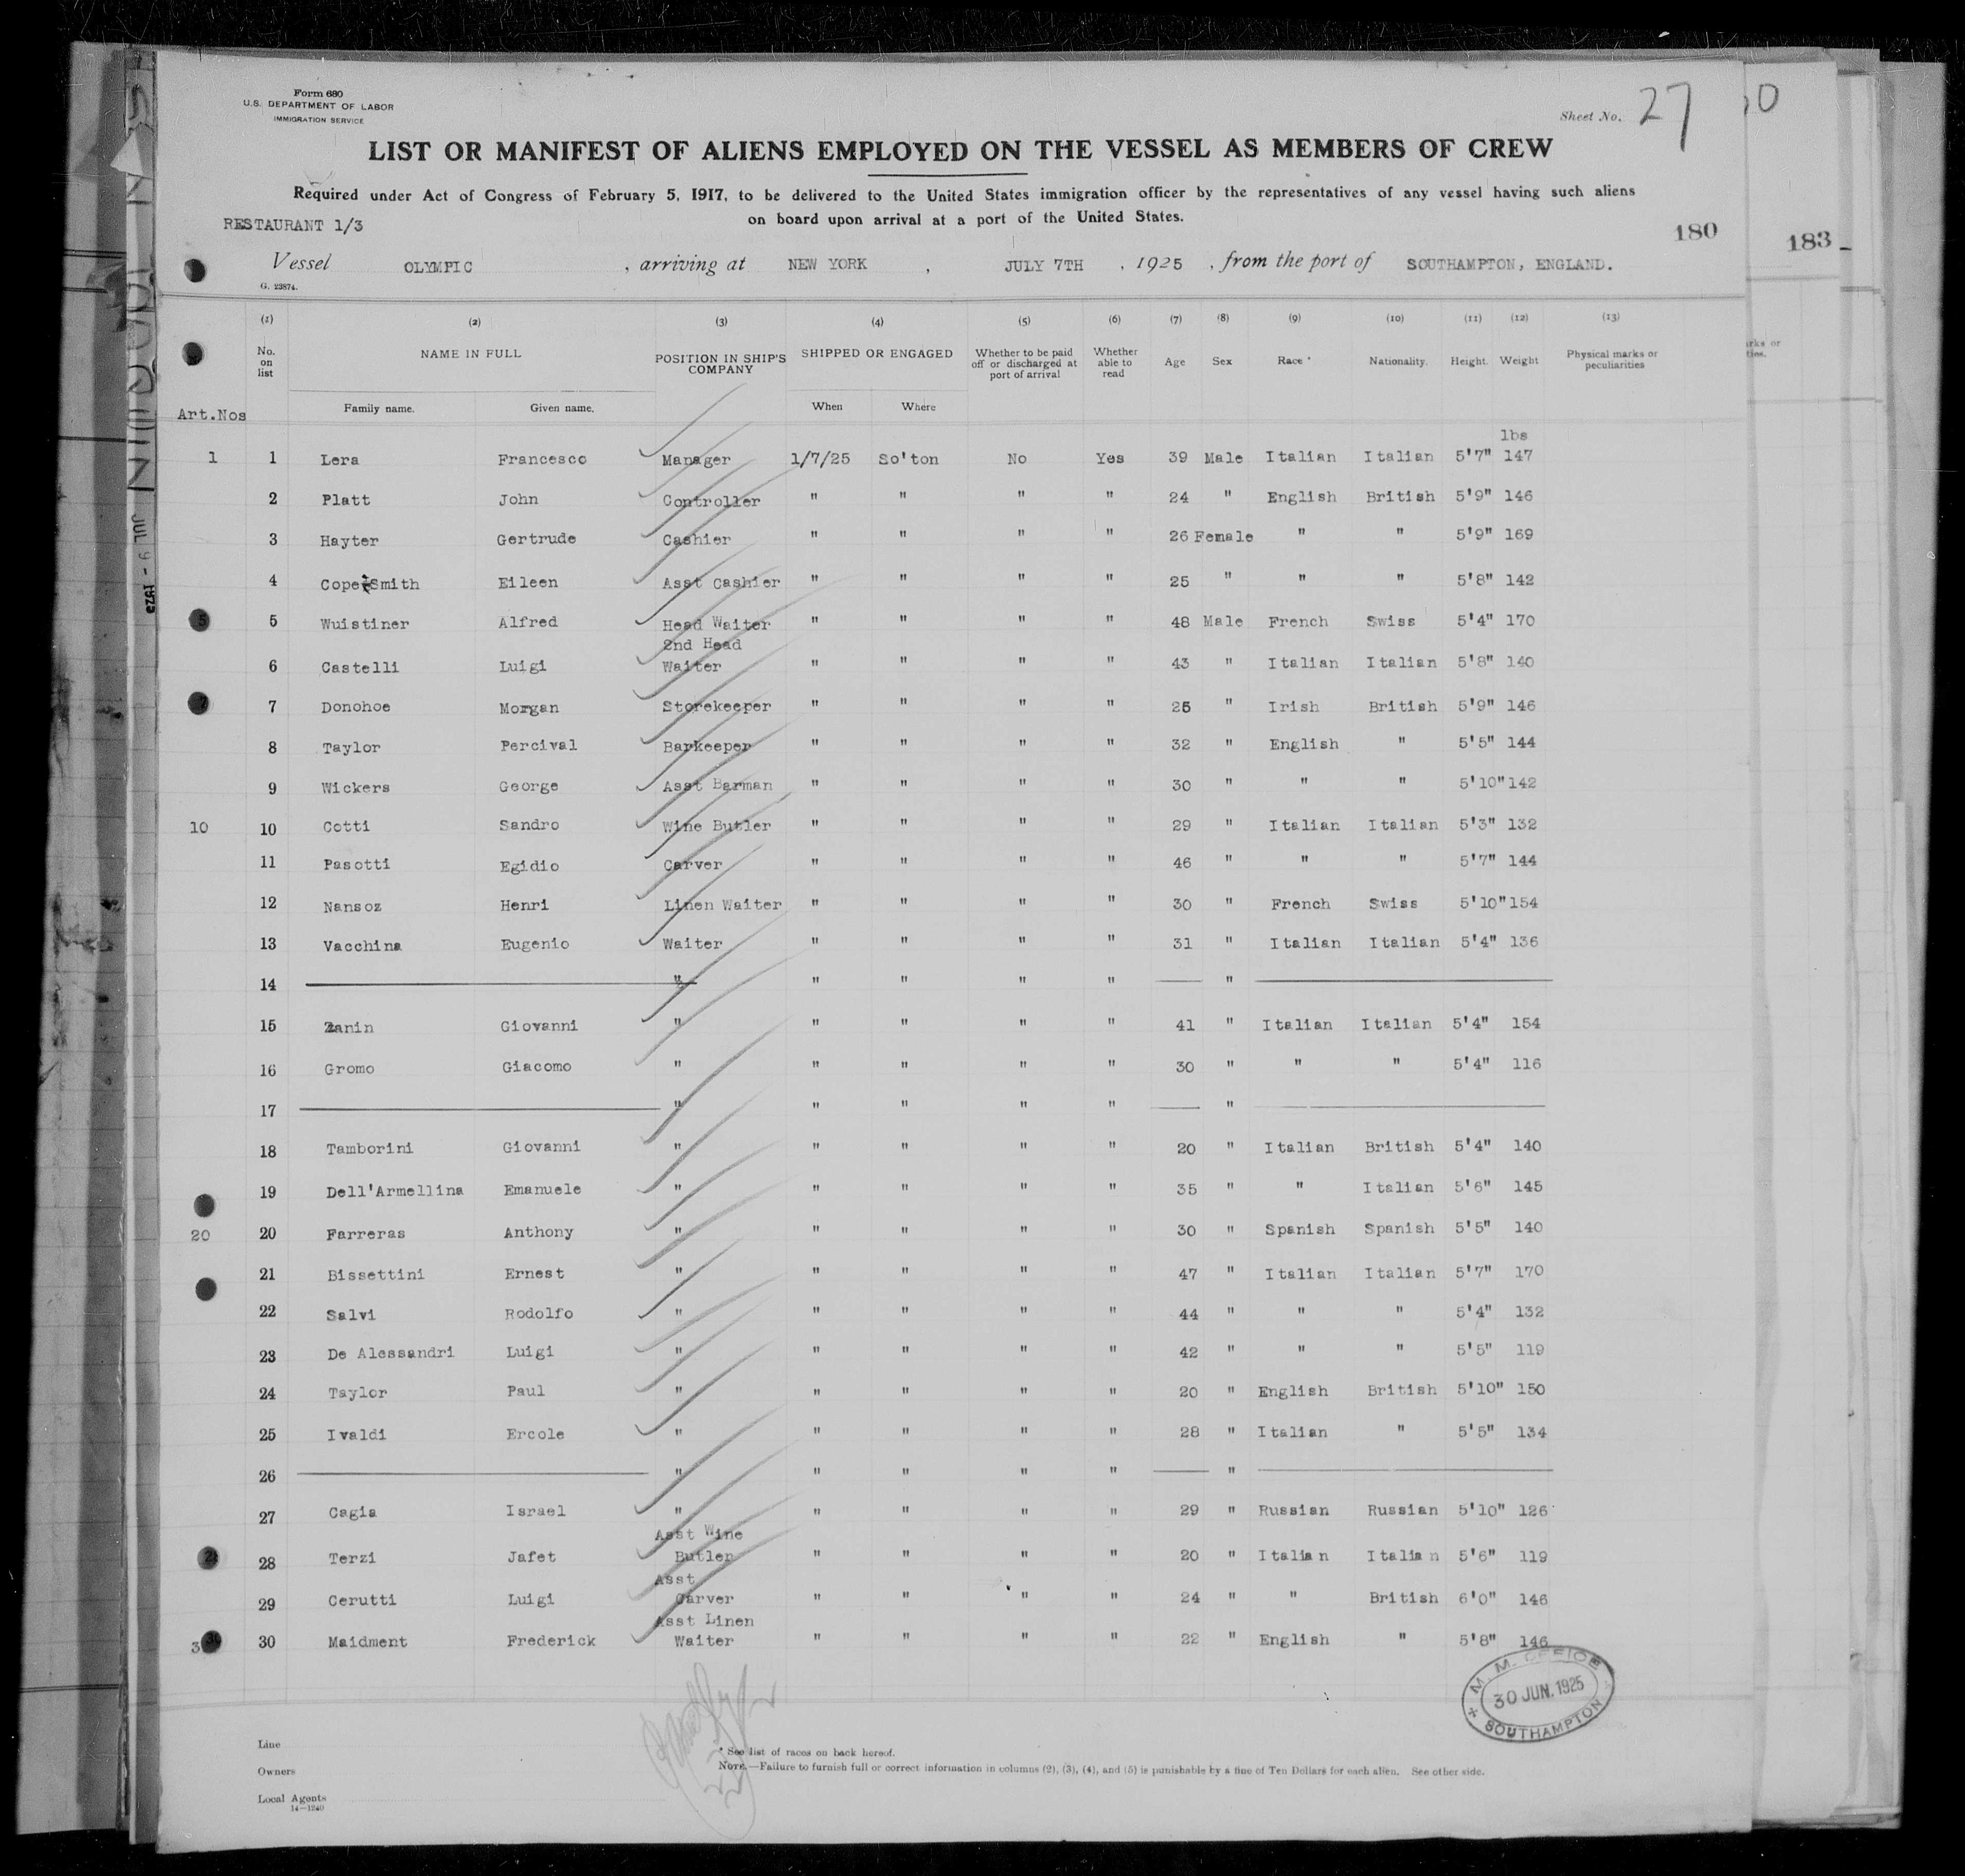 Form 680
U.S. DEPARTMENT OF LABOR
IMMIGRATION SERVICE
Sheet No. 27
LIST OR MANIFEST OF ALIENS EMPLOYED ON THE VESSEL AS MEMBERS OF CREW
Required under Act of Congress of February 5, 1917, to be delivered to the United States immigration officer by the representatives of any vessel having such aliens
on board upon arrival at a port of the United States.
RESTAURANT 1/3
180
183
Vessel OLYMPIC, arriving at NEW YORK, JULY 7TH, 1925, from the port of SOUTHAMPTON, ENGLAND.
G. 23874.
(1) (2) (3) (4) (5) (6) (7) (8) (9) (10) (11) (12) (13)
No. on list NAME IN FULL POSITION IN SHIP'S COMPANY SHIPPED OR ENGAGED Whether to be paid off or discharged at port of arrival Whether able to read Age Sex Race * Nationality. Height. Weight Physical marks or peculiarities
Art.Nos Family name. Given name. When Where
lbs
1 1 Lera Francesco Manager 1/7/25 So'ton No Yes 39 Male Italian Italian 5'7" 147
2 Platt John Controller " " " " 24 " English British 5'9" 146
3 Hayter Gertrude Cashier " " " " 26 Female " " 5'9" 169
4 Cope-Smith Eileen Asst Cashier " " " " 25 " " " 5'8" 142
5 5 Wuistiner Alfred Head Waiter " " " " 48 Male French Swiss 5'4" 170
6 Castelli Luigi 2nd Head Waiter " " " " 43 " Italian Italian 5'8" 140
7 7 Donohoe Morgan Storekeeper " " " " 25 " Irish British 5'9" 146
8 Taylor Percival Barkeeper " " " " 32 " English " 5'5" 144
9 Wickers George Asst Barman " " " " 30 " " " 5'10" 142
10 10 Cotti Sandro Wine Butler " " " " 29 " Italian Italian 5'3" 132
11 Pasotti Egidio Carver " " " " 46 " " " 5'7" 144
12 Nansoz Henri Linen Waiter " " " " 30 " French Swiss 5'10" 154
13 Vacchina Eugenio Waiter " " " " 31 " Italian Italian 5'4" 136
14 " " " " " "
15 Zanin Giovanni " " " " " 41 " Italian Italian 5'4" 154
16 Gromo Giacomo " " " " " 30 " " " 5'4" 116
17 " " " " " "
18 Tamborini Giovanni " " " " " 20 " Italian British 5'4" 140
19 Dell'Armellina Emanuele " " " " " 35 " " Italian 5'6" 145
20 20 Farreras Anthony " " " " " 30 " Spanish Spanish 5'5" 140
21 Bissettini Ernest " " " " " 47 " Italian Italian 5'7" 170
22 Salvi Rodolfo " " " " " 44 " " " 5'4" 132
23 De Alessandri Luigi " " " " " 42 " " " 5'5" 119
24 Taylor Paul " " " " " 20 " English British 5'10" 150
25 Ivaldi Ercole " " " " " 28 " Italian " 5'5" 134
26 " " " " " "
27 Cagia Israel " " " " " 29 " Russian Russian 5'10" 126
28 28 Terzi Jafet Asst Wine Butler " " " " 20 " Italian Italian 5'6" 119
29 Cerutti Luigi Asst Carver " " " " 24 " " British 6'0" 146
30 30 Maidment Frederick Asst Linen Waiter " " " " 22 " English " 5'8" 146
M. M. OFFICE
30 JUN. 1925
SOUTHAMPTON
Line
Owners
Local Agents
14—1240
* See list of races on back hereof.
NOTE.—Failure to furnish full or correct information in columns (2), (3), (4), and (5) is punishable by a fine of Ten Dollars for each alien. See other side.